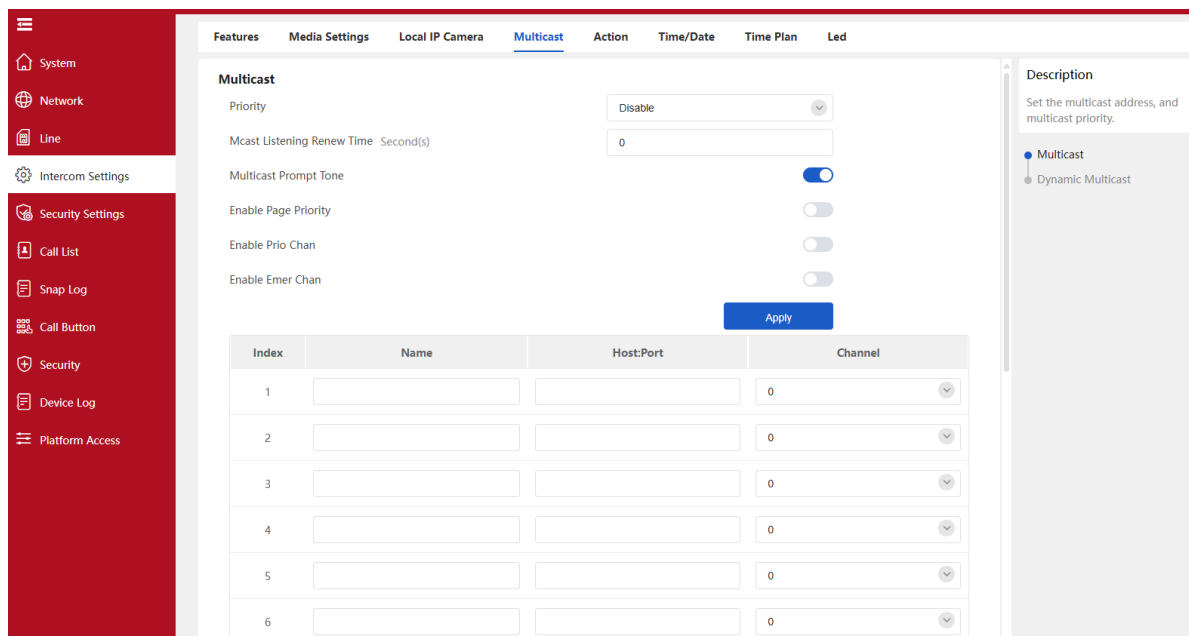 Features Media Settings Local IP Camera Multicast Action Time/Date Time Plan Led
System
Network
Line
Intercom Settings
Security Settings
Call List
Snap Log
Call Button
Security
Device Log
Platform Access
Multicast
Priority Disable
Mcast Listening Renew Time Second(s) 0
Multicast Prompt Tone
Enable Page Priority
Enable Prio Chan
Enable Emer Chan
Apply
Index Name Host:Port Channel
1 0
2 0
3 0
4 0
5 0
6 0
Description
Set the multicast address, and
multicast priority.
Multicast
Dynamic Multicast